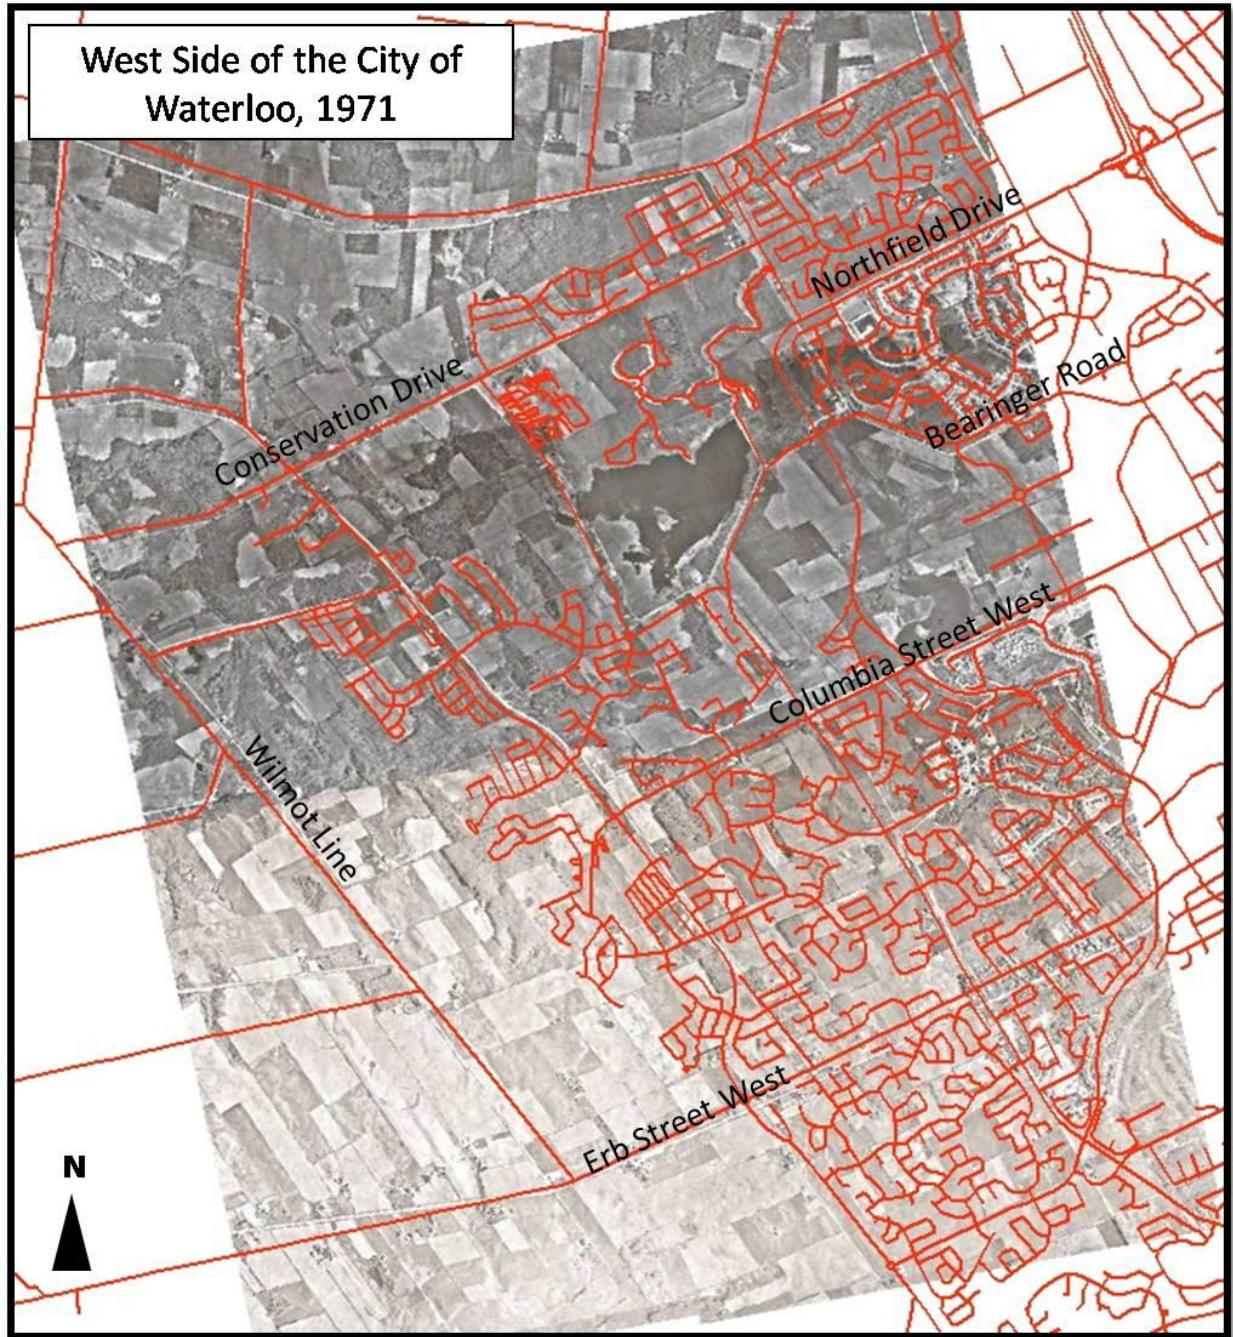 West Side of the City of
Waterloo, 1971
Northfield Drive
Conservation Drive
Bearinger Road
Columbia Street West
Wilmot Line
Erb Street West
N